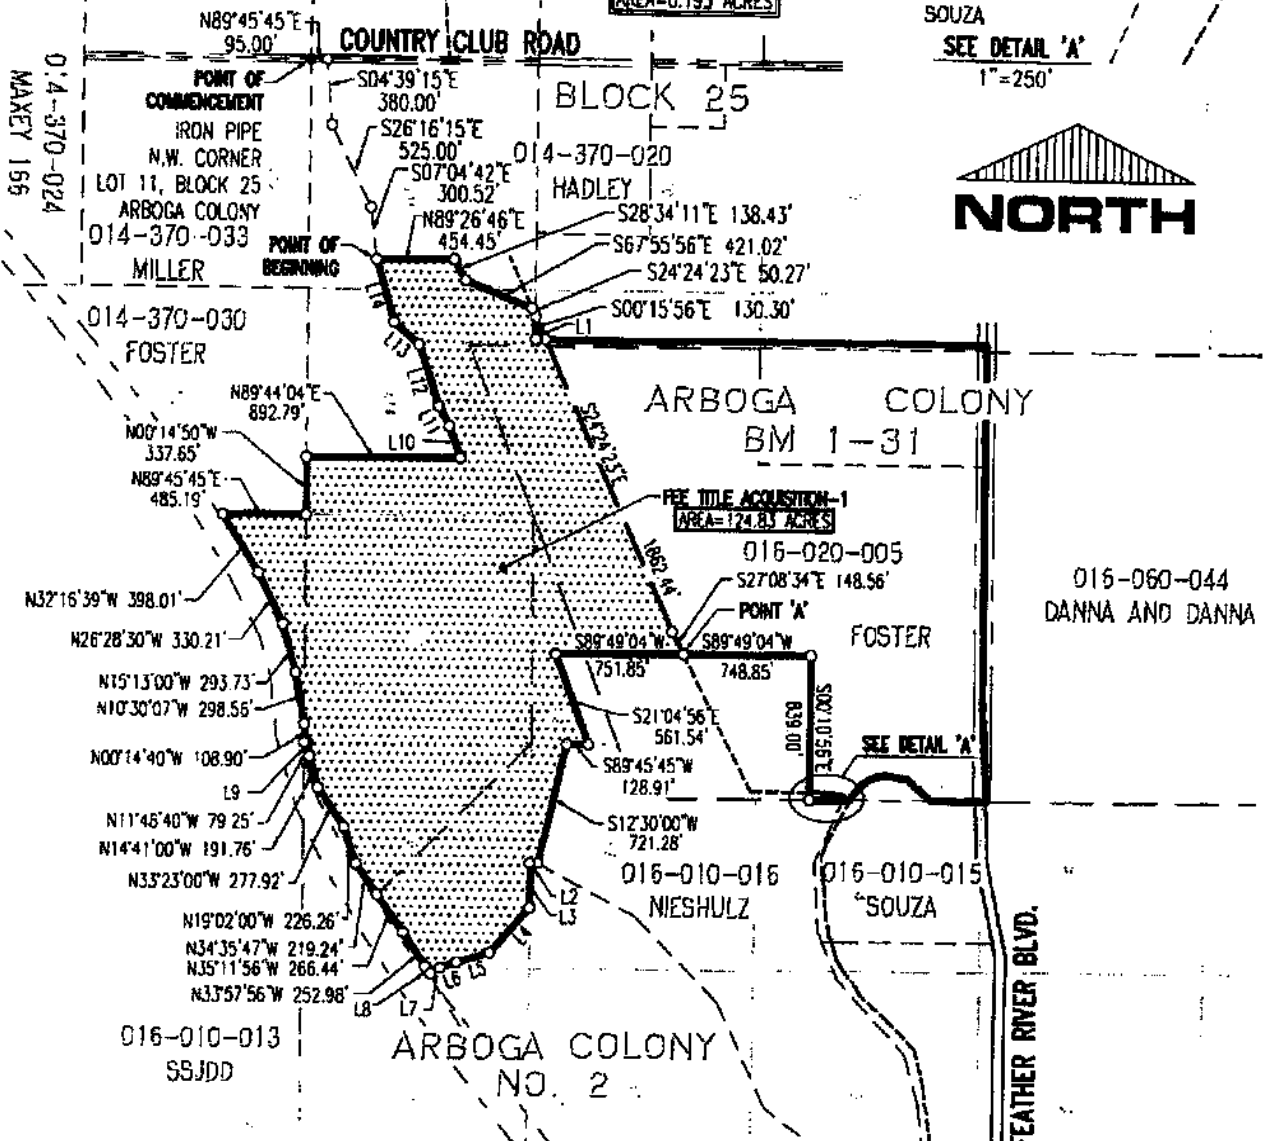 AREA=0.193 ACRES
SOUZA
SEE DETAIL 'A'
1"=250'
N89°45'45"E
95.00'
COUNTRY CLUB ROAD
POINT OF
COMMENCEMENT
IRON PIPE
N.W. CORNER
LOT 11, BLOCK 25
ARBOGA COLONY
014-370-024
MAXEY 166
S04°39'15"E
380.00'
S26°16'15"E
525.00'
S07°04'42"E
300.52'
N89°26'46"E
454.45'
BLOCK 25
014-370-020
HADLEY
NORTH
014-370-033
MILLER
POINT OF
BEGINNING
S28°34'11"E 138.43'
S67°55'56"E 421.02'
S24°24'23"E 50.27'
S00°15'56"E 130.30'
L1
014-370-030
FOSTER
L14
L13
L12
L11
L10
N89°44'04"E
892.79'
N00°14'50"W
337.65'
N89°45'45"E
485.19'
ARBOGA COLONY
BM 1-31
S24°24'23"E
1862.44'
FEE TITLE ACQUISITION-1
AREA=124.83 ACRES
016-020-005
FOSTER
S27°08'34"E 148.56'
POINT 'A'
016-060-044
DANNA AND DANNA
S89°49'04"W
751.85'
S89°49'04"W
748.85'
S00°10'56"E
839.00'
SEE DETAIL 'A'
S21°04'56"E
561.54'
S89°45'45"W
128.91'
S12°30'00"W
721.28'
N32°16'39"W 398.01'
N26°28'30"W 330.21'
N15°13'00"W 293.73'
N10°30'07"W 298.56'
N00°14'40"W 108.90'
L9
N11°46'40"W 79.25'
N14°41'00"W 191.76'
N33°23'00"W 277.92'
N19°02'00"W 226.26'
N34°35'47"W 219.24'
N35°11'56"W 266.44'
N33°57'56"W 252.98'
L8
L7
L6
L5
L4
L3
L2
016-010-016
NIESHULZ
016-010-015
SOUZA
016-010-013
SSJDD
ARBOGA COLONY
NO. 2
FEATHER RIVER BLVD.